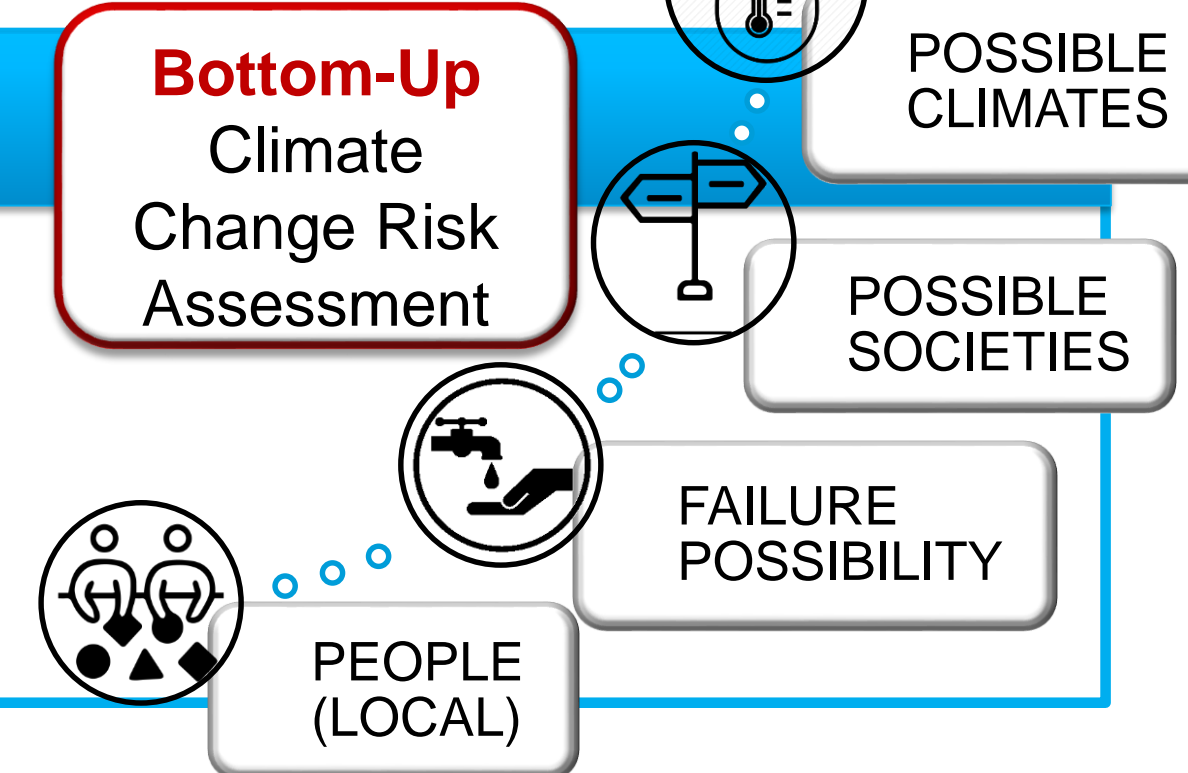 Bottom-Up
Climate
Change Risk
Assessment
POSSIBLE
CLIMATES
POSSIBLE
SOCIETIES
FAILURE
POSSIBILITY
PEOPLE
(LOCAL)